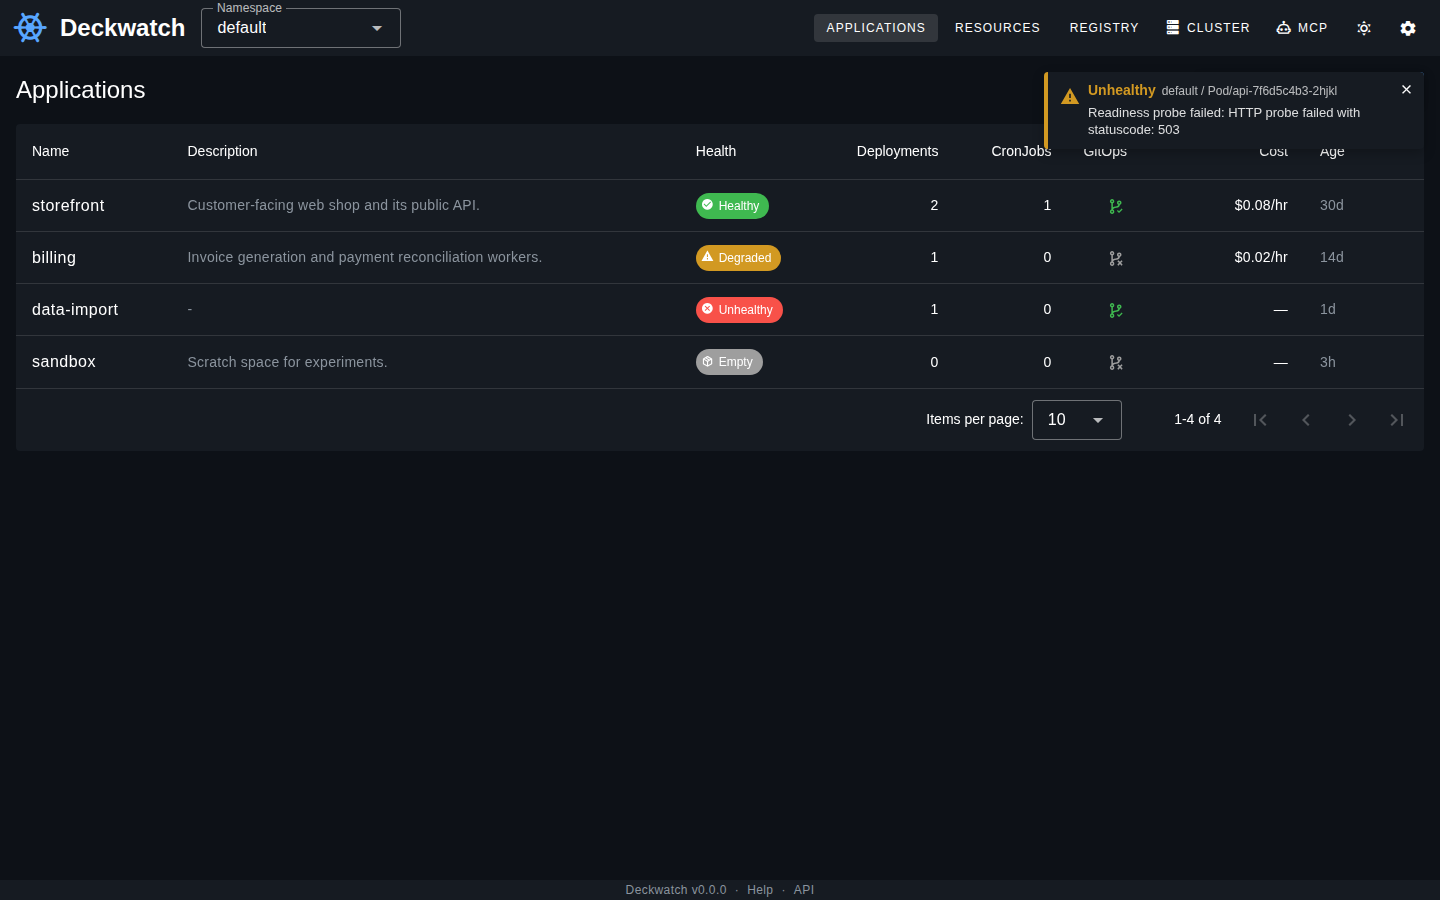 Deckwatch
Namespace
default
APPLICATIONS
RESOURCES
REGISTRY
CLUSTER
MCP
Applications
Unhealthy default / Pod/api-7f6d5c4b3-2hjkl
Readiness probe failed: HTTP probe failed with
statuscode: 503
Name Description Health Deployments CronJobs GitOps Cost Age
storefront Customer-facing web shop and its public API. Healthy 2 1 $0.08/hr 30d
billing Invoice generation and payment reconciliation workers. Degraded 1 0 $0.02/hr 14d
data-import - Unhealthy 1 0 — 1d
sandbox Scratch space for experiments. Empty 0 0 — 3h
Items per page: 10 1-4 of 4
Deckwatch v0.0.0 · Help · API